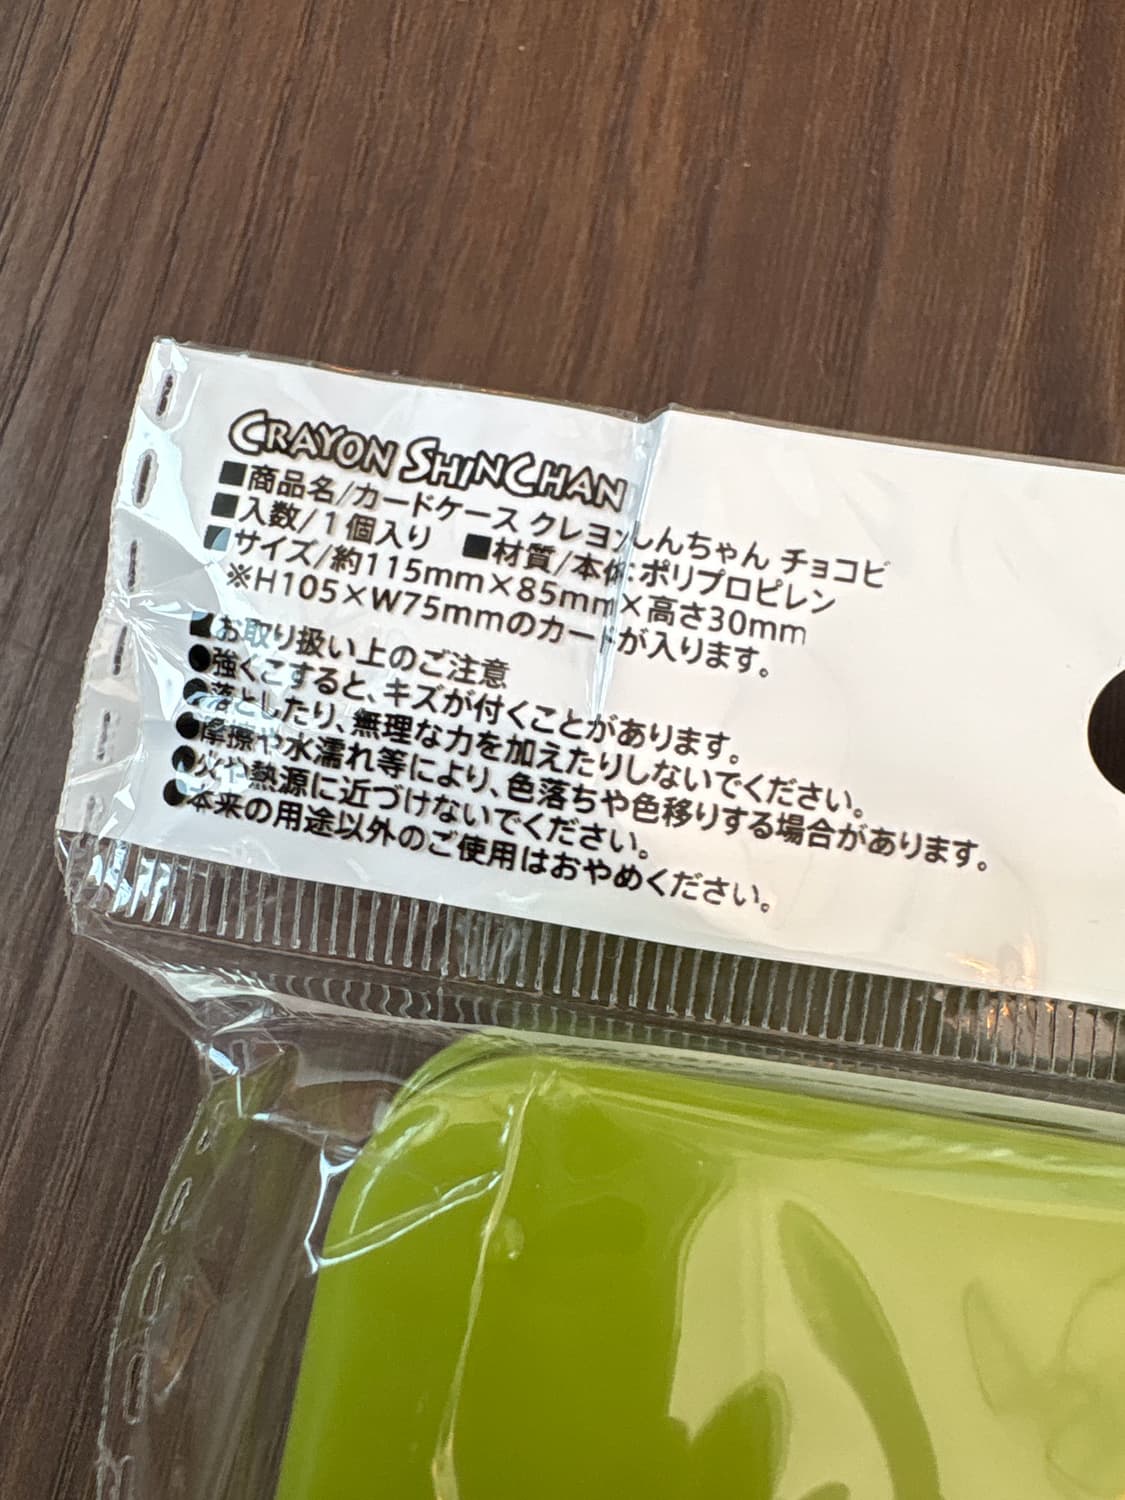 CRAYON SHINCHAN
■商品名/カードケース クレヨンしんちゃん チョコビ
■入数/1個入り ■材質/本体:ポリプロピレン
■サイズ/約115mm×85mm×高さ30mm
※H105×W75mmのカードが入ります。
■お取り扱い上のご注意
●強くこすると、キズが付くことがあります。
●落としたり、無理な力を加えたりしないでください。
●摩擦や水濡れ等により、色落ちや色移りする場合があります。
●火や熱源に近づけないでください。
●本来の用途以外のご使用はおやめください。